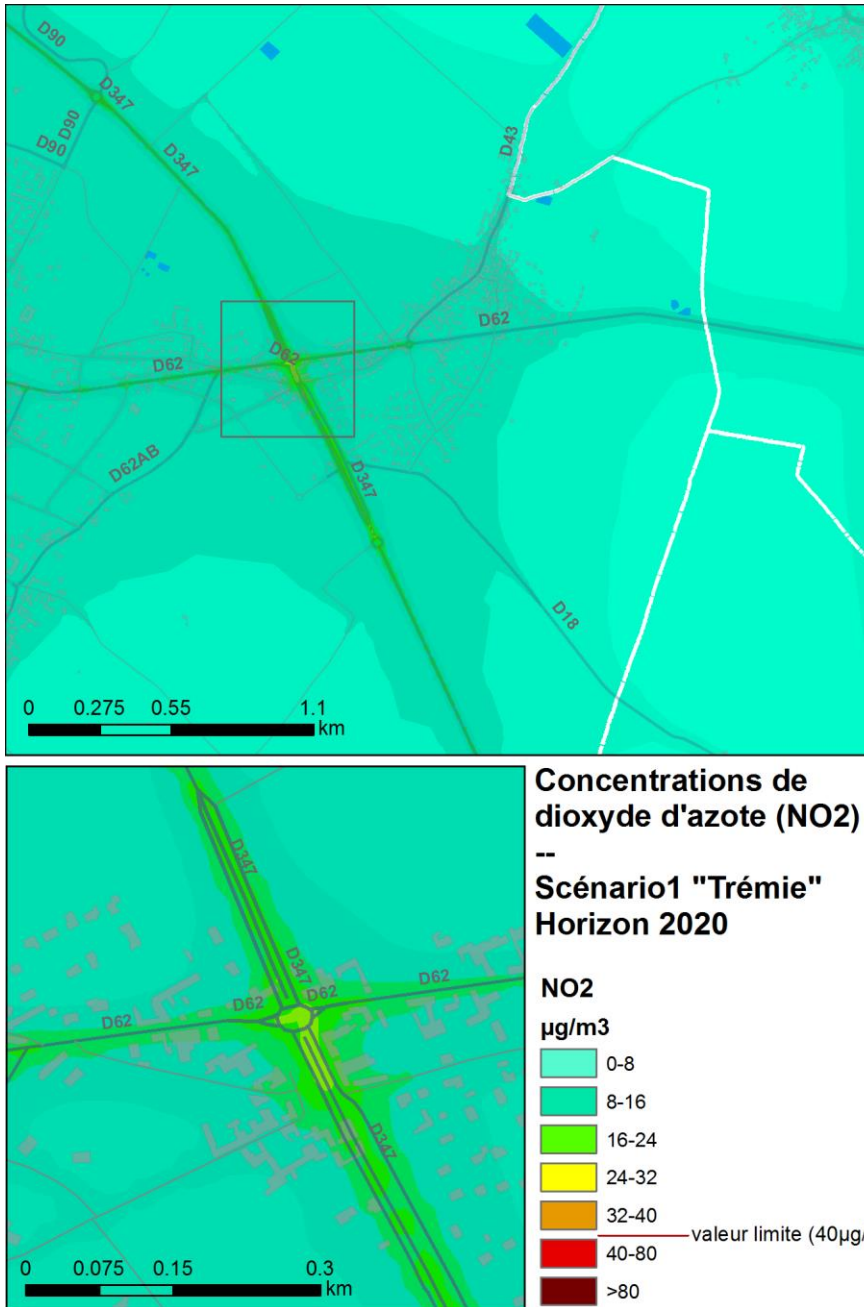 D90
D347
D90
D90
D347
D43
D62
D62
D62
D62AB
D347
D18
0 0.275 0.55 1.1
km
D347
D347
D62 D62 D62
D62
D347
0 0.075 0.15 0.3
km
Concentrations de
dioxyde d'azote (NO2)
--
Scénario1 "Trémie"
Horizon 2020
NO2
µg/m3
0-8
8-16
16-24
24-32
32-40
valeur limite (40µg/
40-80
>80